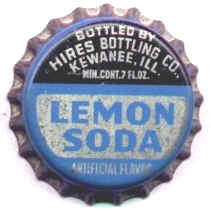 BOTTLED BY
HIRES BOTTLING CO.,
KEWANEE, ILL.
MIN. CONT. 7 FL. OZ.
LEMON
SODA
ARTIFICIAL FLAVOR